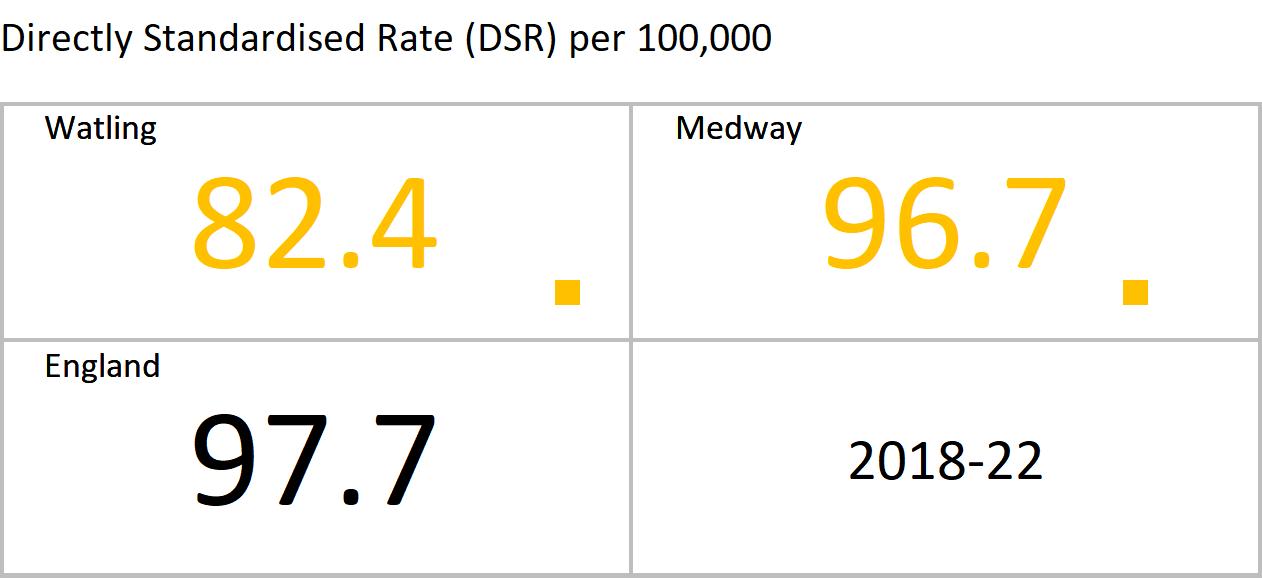 Directly Standardised Rate (DSR) per 100,000
Watling
82.4
Medway
96.7
England
97.7
2018-22